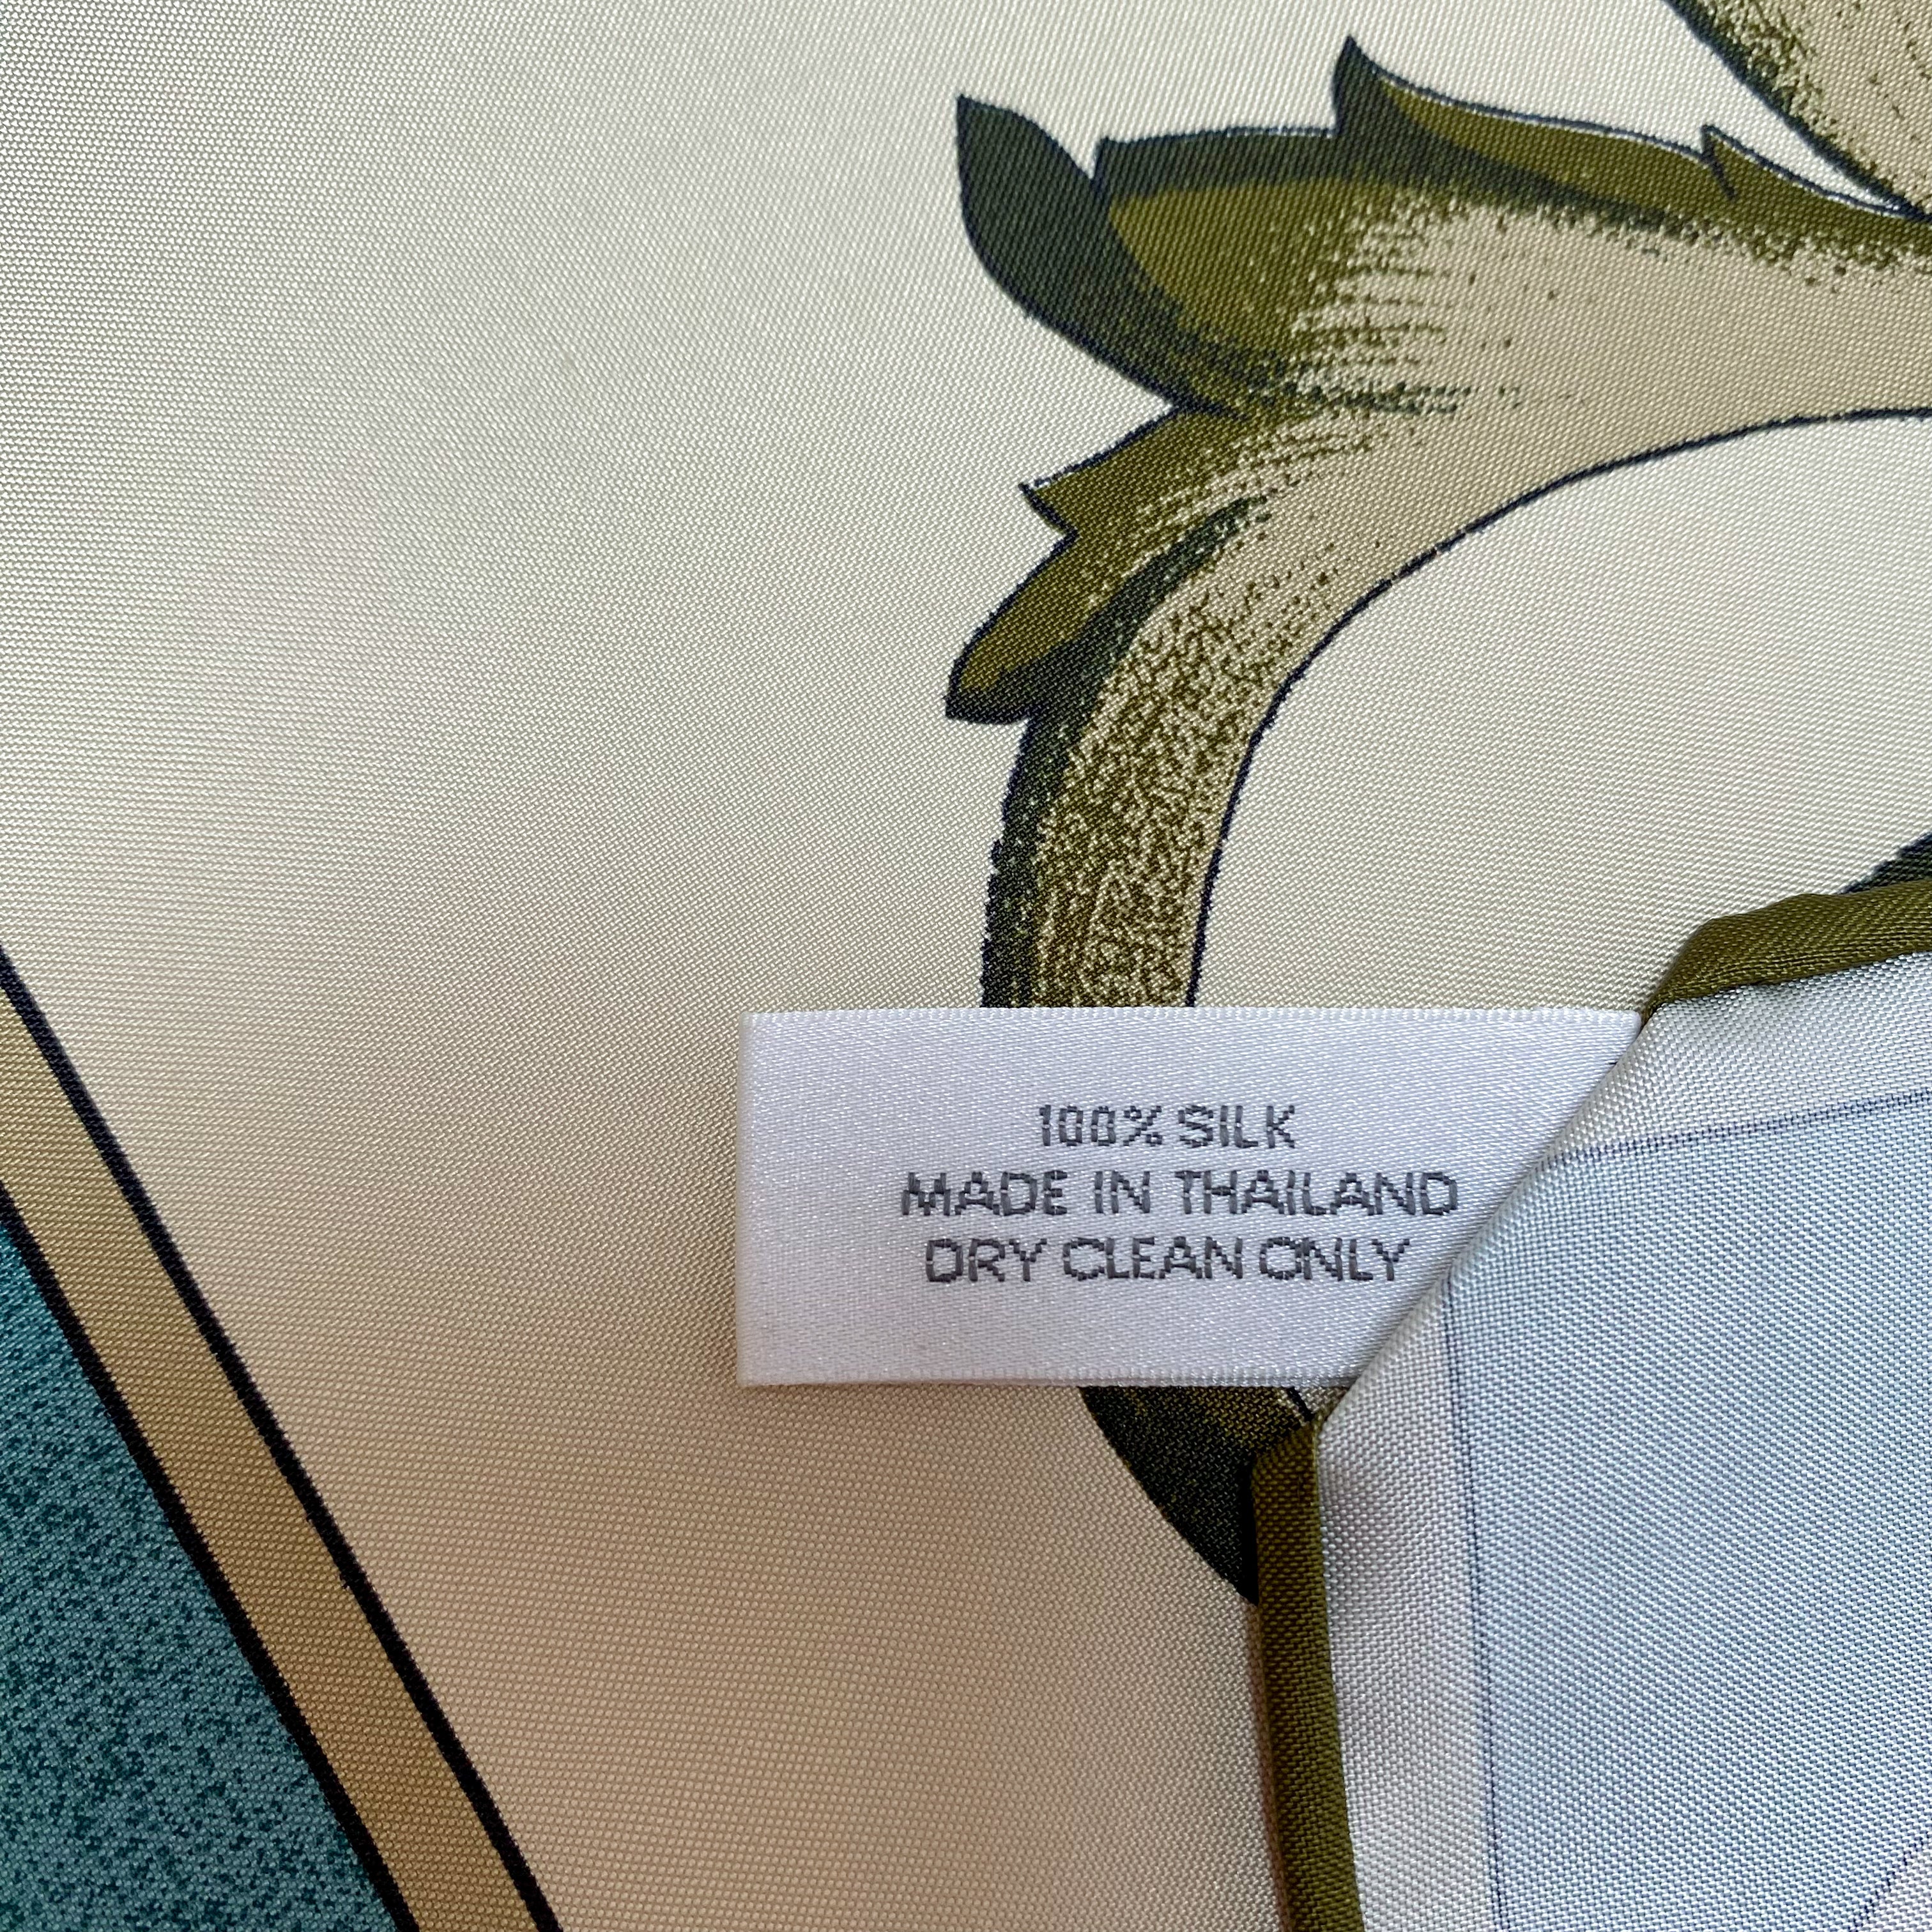 100% SILK
MADE IN THAILAND
DRY CLEAN ONLY